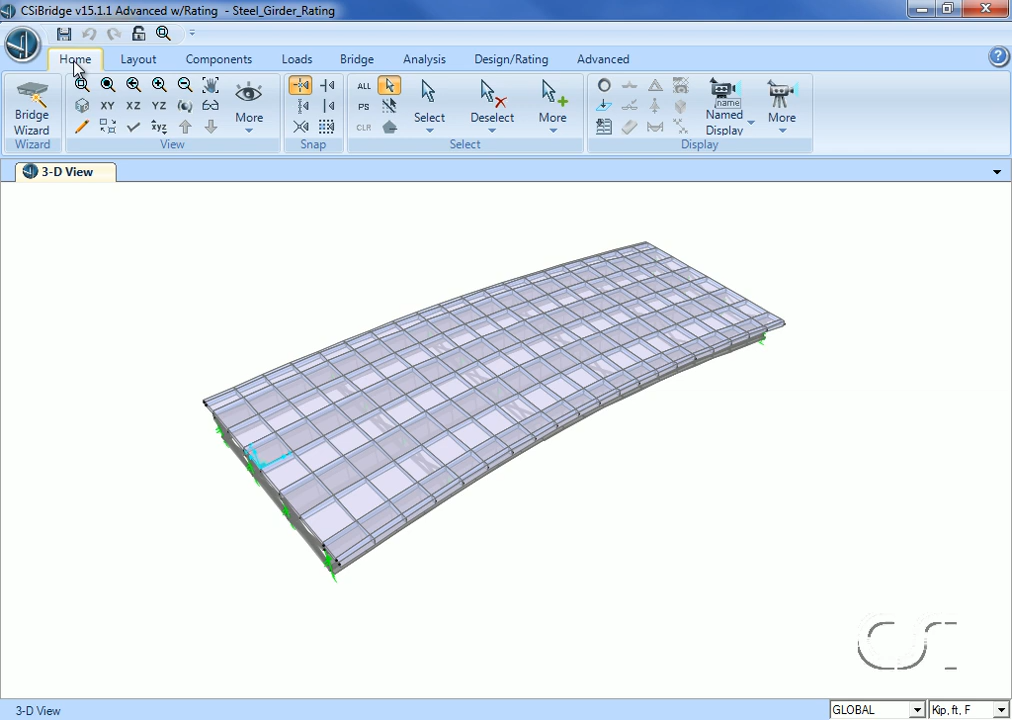 CSiBridge v15.1.1 Advanced w/Rating - Steel_Girder_Rating
Home Layout Components Loads Bridge Analysis Design/Rating Advanced
Bridge Wizard
XY XZ YZ
xyz
More
ALL
PS
CLR
Select Deselect More
name
Named Display
More
Wizard View Snap Select Display
3-D View
CSi
3-D View GLOBAL Kip, ft, F